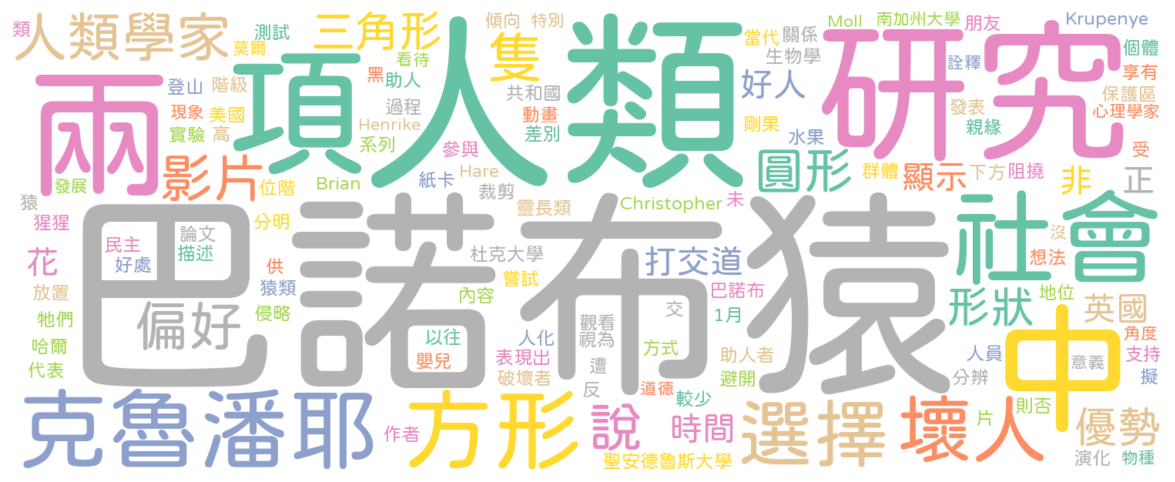 類
人類學家
莫爾
測試
三角形
傾向
特別
隻
當代
關係
Moll
南加州大學
朋友
Krupenye
生物學
個體
看待
研究
詮釋
享有
兩
登山
階級
項
黑
助人
人類
共和國
好人
保護區
現象
美國
過程
動畫
剛果
發表
心理學家
實驗
高
Henrike
差別
水果
親緣
系列
參與
受
發展
影片
位階
Brian
紙卡
Hare
裁剪
圓形
群體
顯示
下方
阻撓
非
正
猿
猩猩
分明
靈長類
Christopher
未
社會
民主
論文
巴諾布猿
沒
花
好處
描述
供
杜克大學
打交道
想法
放置
猿類
嘗試
偏好
侵略
內容
巴諾布
形狀
地位
英國
牠們
交
1月
中
角度
哈爾
以往
人化
觀看
視為
方式
人員
支持
代表
嬰兒
表現出
遭
助人者
意義
擬
破壞者
反
道德
避開
分辨
較少
克魯潘耶
方形
說
時間
選擇
壞人
片
則否
優勢
作者
聖安德魯斯大學
演化
物種